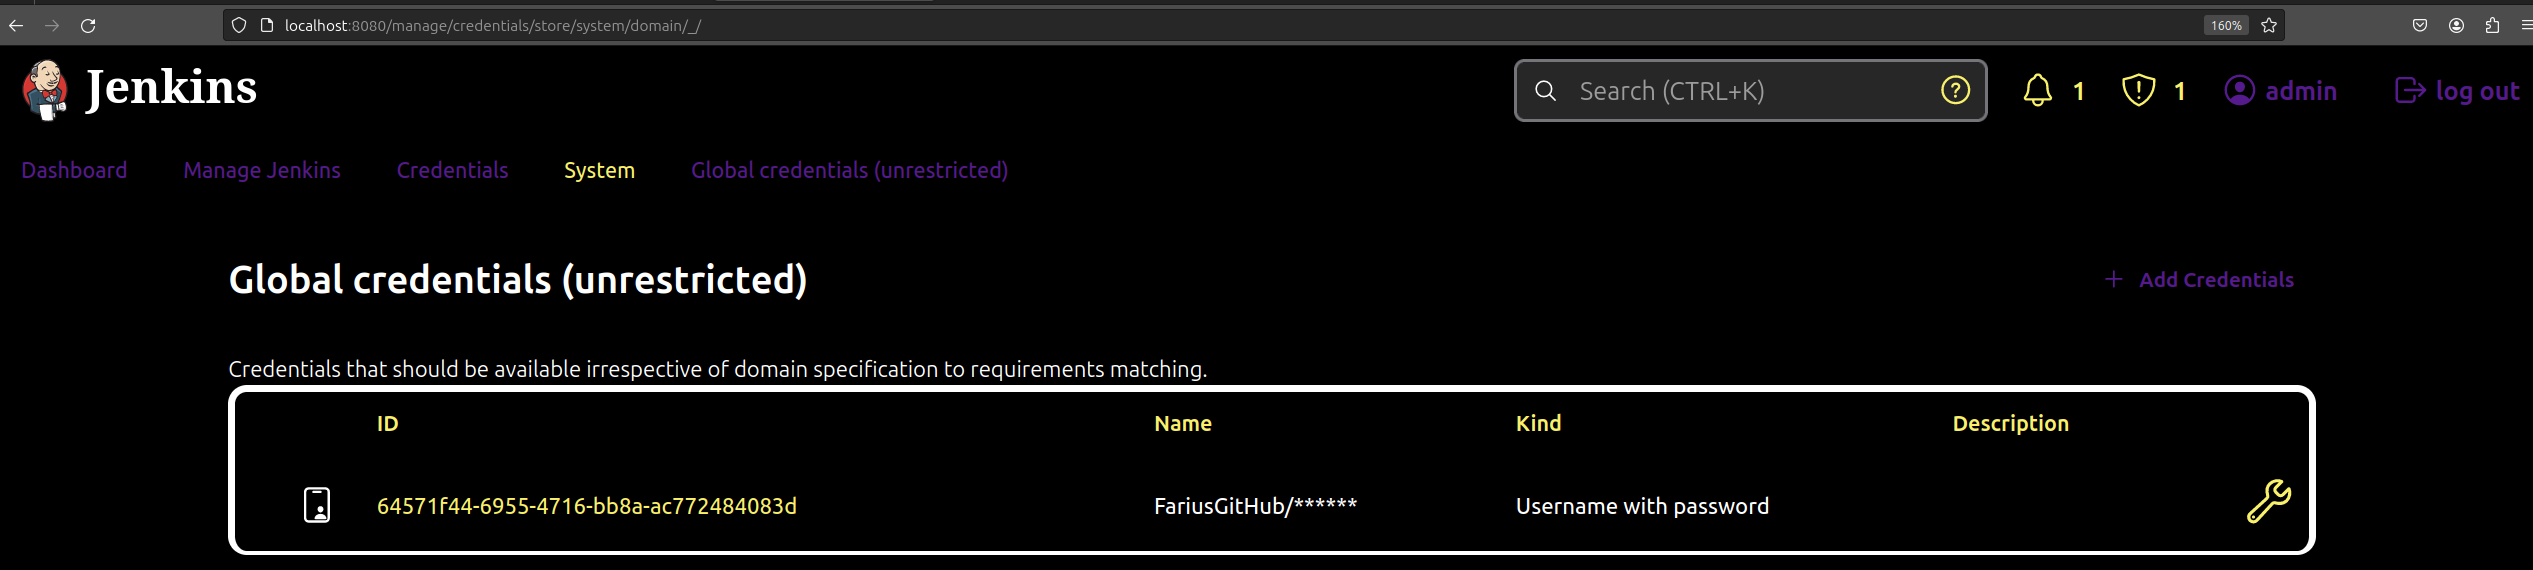 localhost:8080/manage/credentials/store/system/domain/_/ 160%
Jenkins Search (CTRL+K) ? 1 1 admin log out
Dashboard Manage Jenkins Credentials System Global credentials (unrestricted)
Global credentials (unrestricted) + Add Credentials
Credentials that should be available irrespective of domain specification to requirements matching.
ID Name Kind Description
64571f44-6955-4716-bb8a-ac772484083d FariusGitHub/****** Username with password